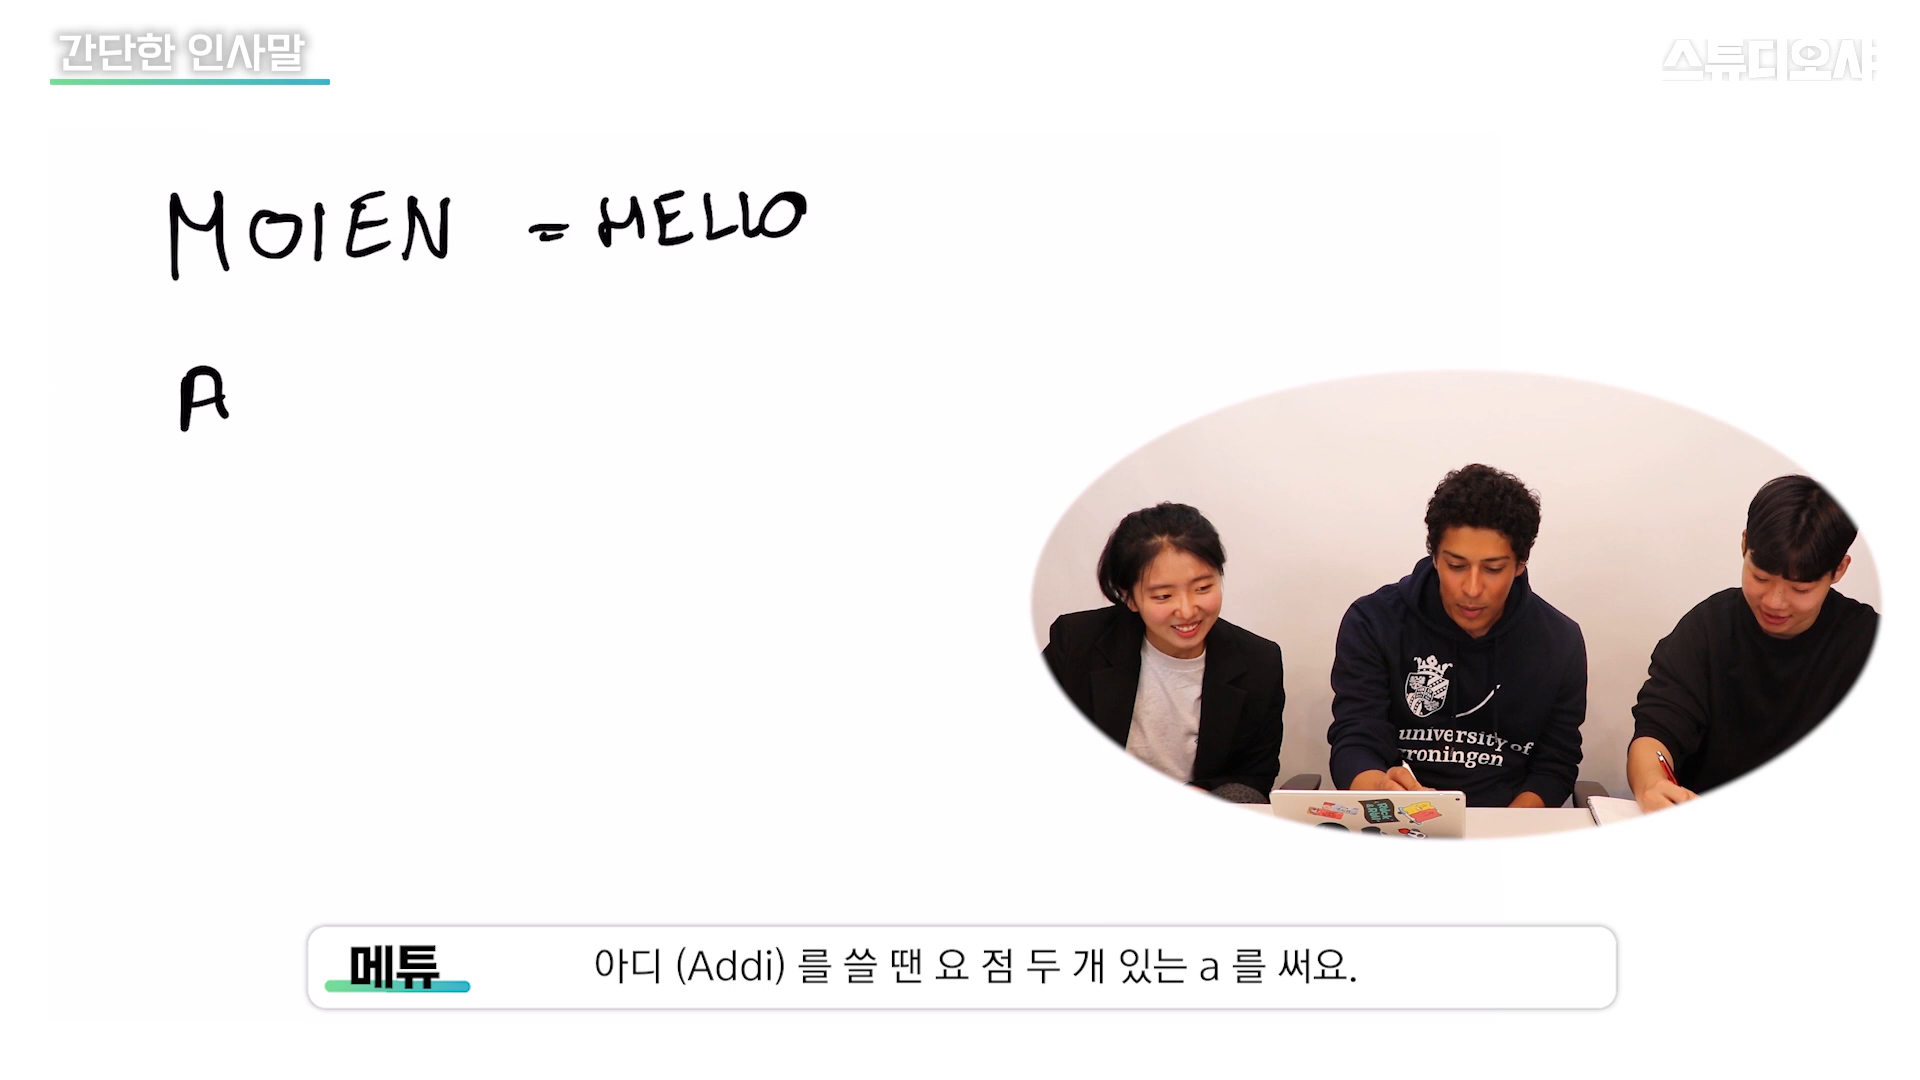 간단한 인사말
스튜디오샤
MOIEN = HELLO
A
university of
groningen
메튜
아디 (Addi) 를 쓸 땐 요 점 두 개 있는 a 를 써요.